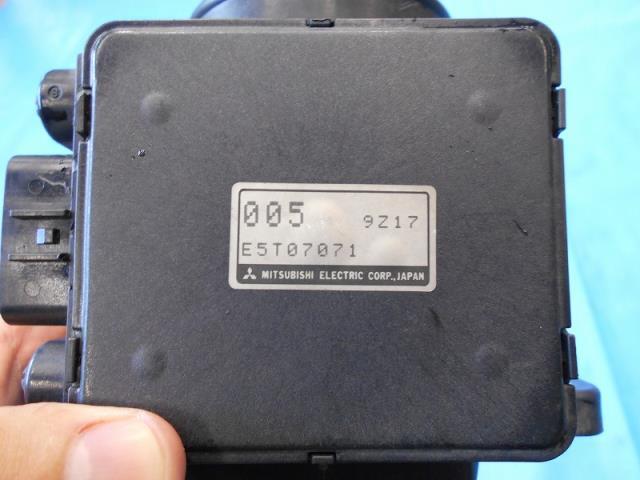 005 9Z17
E5T07071
MITSUBISHI ELECTRIC CORP., JAPAN